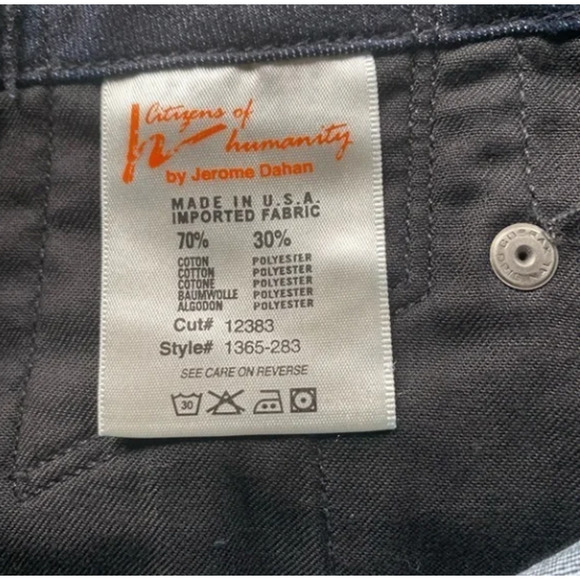 Citizens of
humanity
by Jerome Dahan
MADE IN U.S.A.
IMPORTED FABRIC
70% 30%
COTON POLYESTER
COTTON POLYESTER
COTONE POLYESTER
BAUMWOLLE POLYESTER
ALGODON POLYESTER
Cut# 12383
Style# 1365-283
SEE CARE ON REVERSE
30